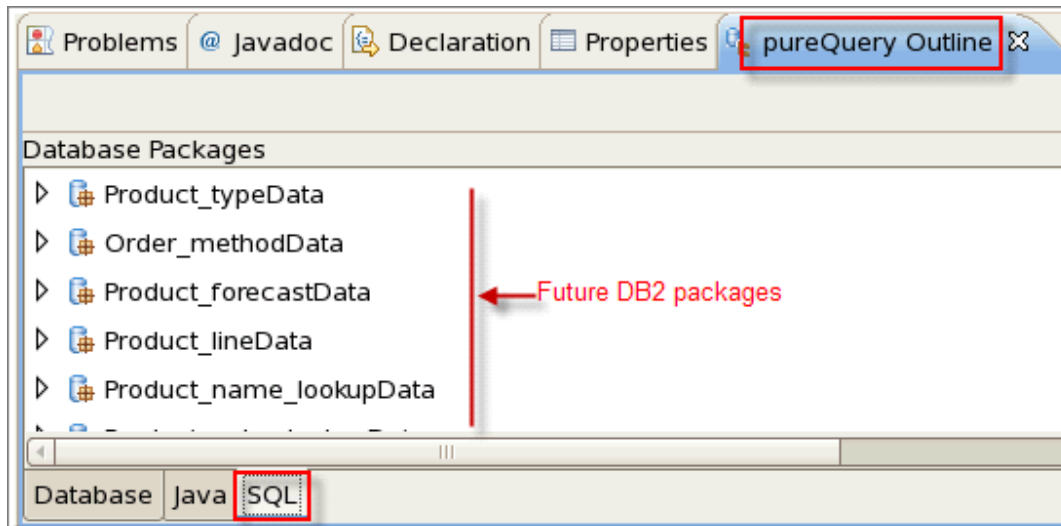 Problems @ Javadoc Declaration Properties pureQuery Outline
Database Packages
Product_typeData
Order_methodData
Product_forecastData
Future DB2 packages
Product_lineData
Product_name_lookupData
Database Java SQL